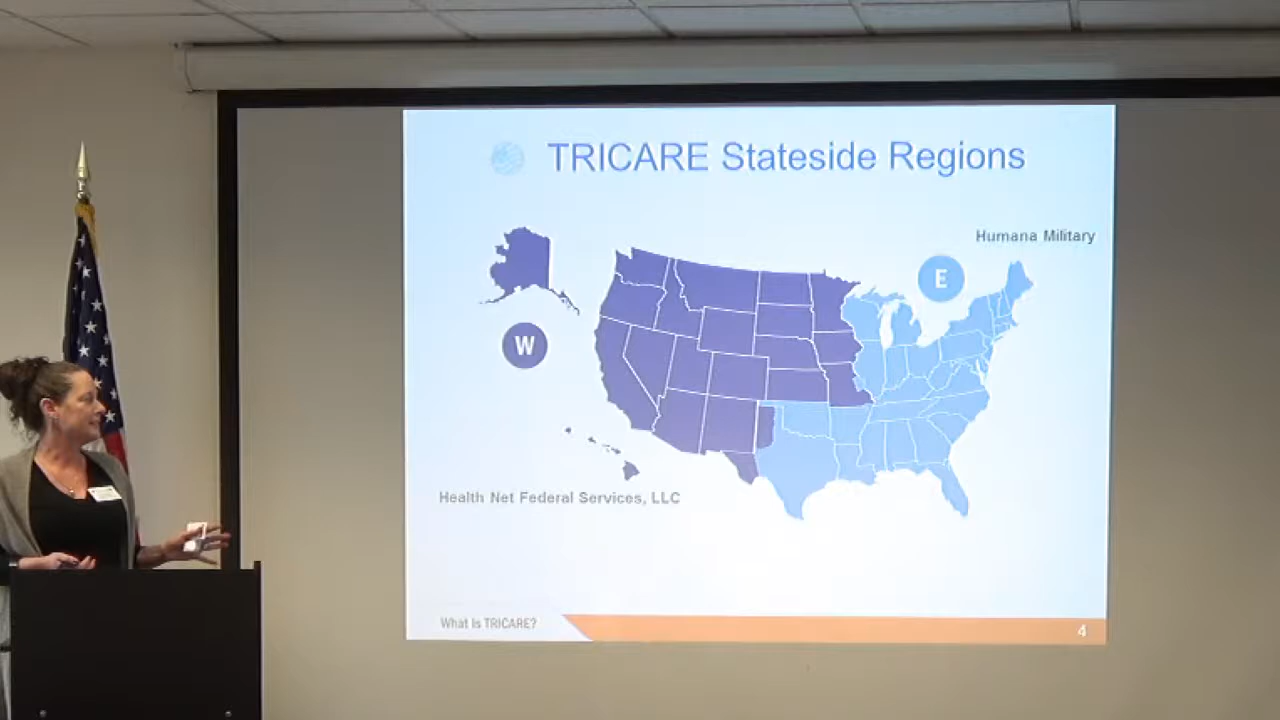 TRICARE Stateside Regions
Humana Military
E
W
Health Net Federal Services, LLC
What Is TRICARE?
4